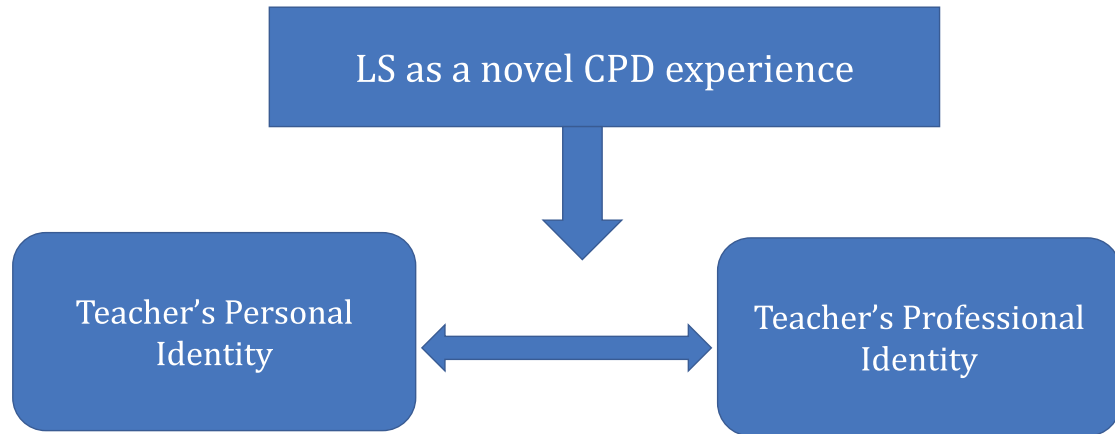 LS as a novel CPD experience
Teacher’s Personal
Identity
Teacher’s Professional
Identity